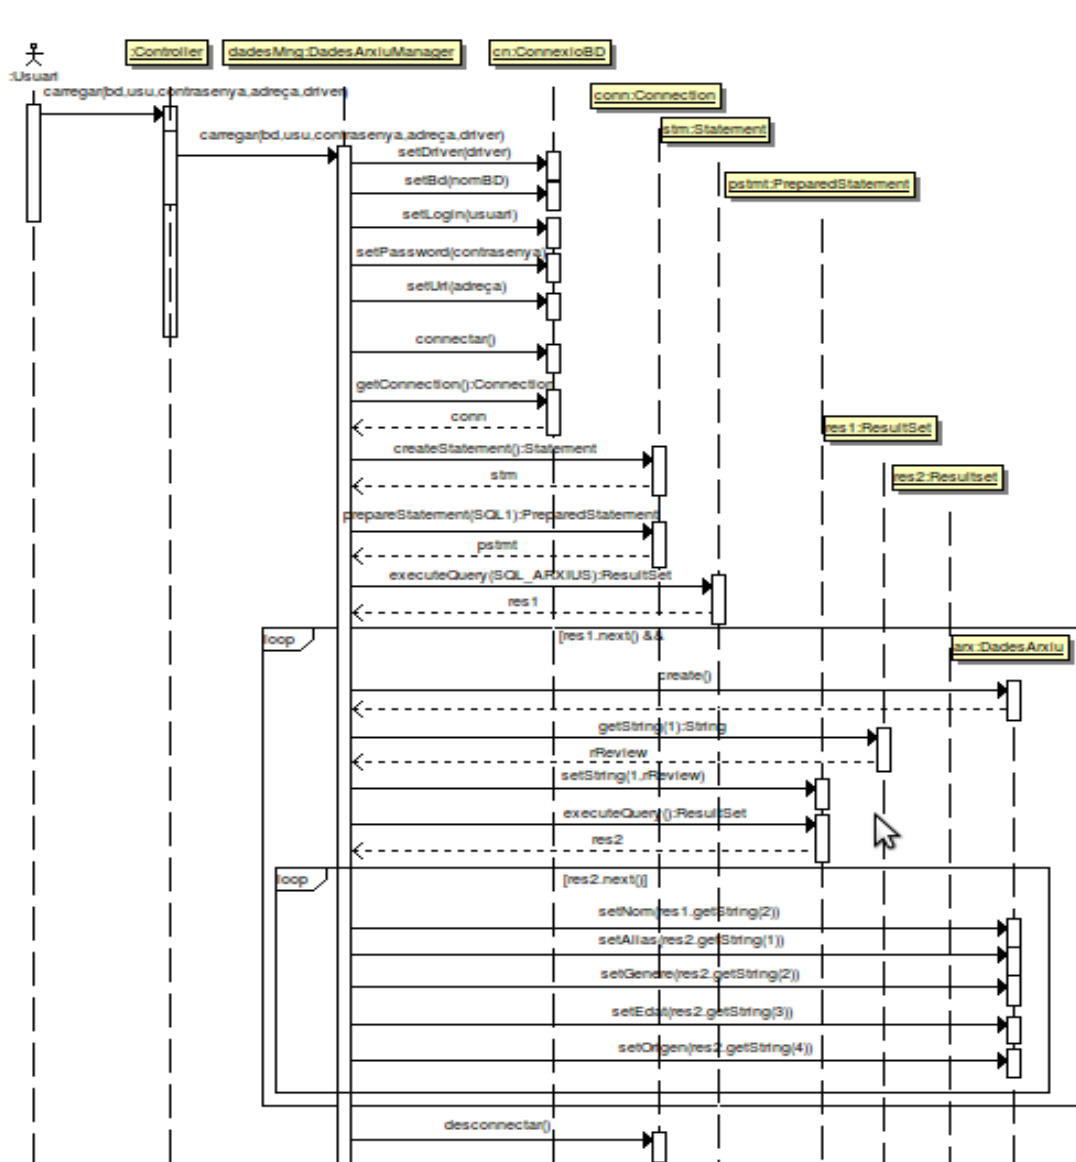 :Controller
dadesMng:DadesArxiuManager
cn:ConnexioBD
:Usuari
carregar(bd,usu,contrasenya,adreça,driver)
conn:Connection
stm:Statement
carregar(bd,usu,contrasenya,adreça,driver)
setDriver(driver)
setBd(nomBD)
pstmt:PreparedStatement
setLogin(usuari)
setPassword(contrasenya)
setUrl(adreça)
connectar()
getConnection():Connection
conn
res1:ResultSet
createStatement():Statement
stm
res2:Resultset
prepareStatement(SQL1):PreparedStatement
pstmt
executeQuery(SQL_ARXIUS):ResultSet
res1
loop
[res1.next() &&
arx:DadesArxiu
create()
getString(1):String
rReview
setString(1,rReview)
executeQuery():ResultSet
res2
loop
[res2.next()]
setNom(res1.getString(2))
setAlias(res2.getString(1))
setGenere(res2.getString(2))
setEdat(res2.getString(3))
setOrigen(res2.getString(4))
desconnectar()